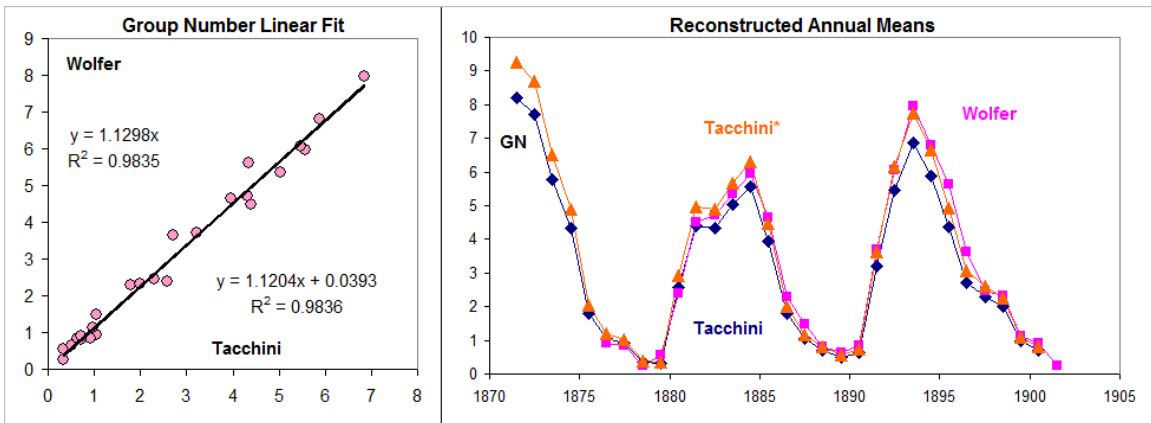 Group Number Linear Fit
9
8
7
6
5
4
3
2
1
0
Wolfer
y = 1.1298x
R² = 0.9835
y = 1.1204x + 0.0393
R² = 0.9836
Tacchini
0 1 2 3 4 5 6 7 8
Reconstructed Annual Means
10
9
8
7
6
5
4
3
2
1
0
GN
Tacchini*
Wolfer
Tacchini
1870 1875 1880 1885 1890 1895 1900 1905